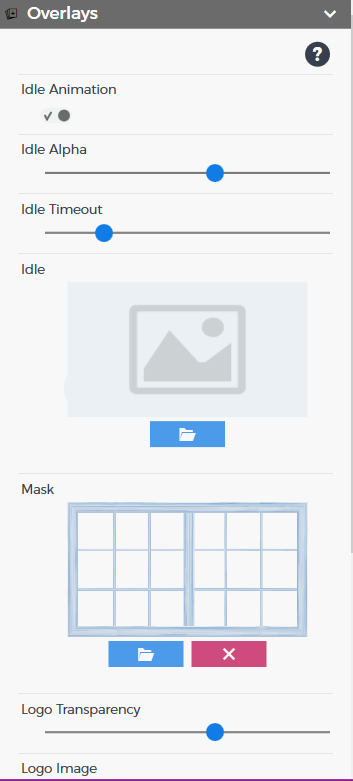 Overlays
?
Idle Animation
Idle Alpha
Idle Timeout
Idle
Mask
Logo Transparency
Logo Image